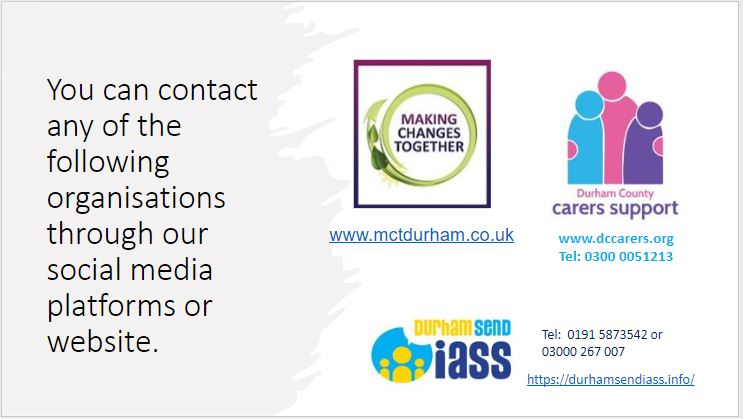 You can contact
any of the
following
organisations
through our
social media
platforms or
website.
MAKING
CHANGES
TOGETHER
www.mctdurham.co.uk
Durham County
carers support
www.dccarers.org
Tel: 0300 0051213
DURHAM SEND
iass
Tel:  0191 5873542 or
03000 267 007
https://durhamsendiass.info/